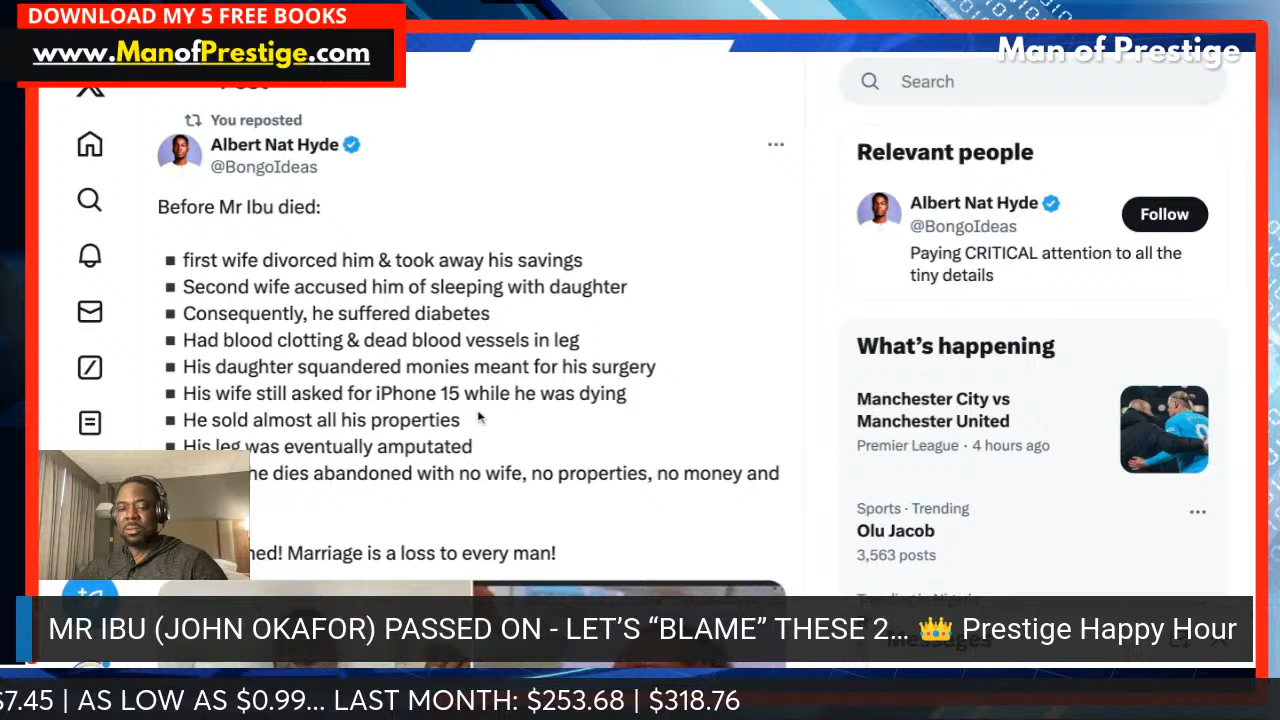 DOWNLOAD MY 5 FREE BOOKS
www.ManofPrestige.com
Man of Prestige
You reposted
Albert Nat Hyde
@BongoIdeas
Before Mr Ibu died:
▪ first wife divorced him & took away his savings
▪ Second wife accused him of sleeping with daughter
▪ Consequently, he suffered diabetes
▪ Had blood clotting & dead blood vessels in leg
▪ His daughter squandered monies meant for his surgery
▪ His wife still asked for iPhone 15 while he was dying
▪ He sold almost all his properties
▪ His leg was eventually amputated
he dies abandoned with no wife, no properties, no money and
Marriage is a loss to every man!
Search
Relevant people
Albert Nat Hyde
@BongoIdeas
Follow
Paying CRITICAL attention to all the
tiny details
What's happening
Manchester City vs
Manchester United
Premier League · 4 hours ago
Sports · Trending
Olu Jacob
3,563 posts
Messages
MR IBU (JOHN OKAFOR) PASSED ON - LET'S “BLAME” THESE 2... 👑 Prestige Happy Hour
$7.45 | AS LOW AS $0.99... LAST MONTH: $253.68 | $318.76